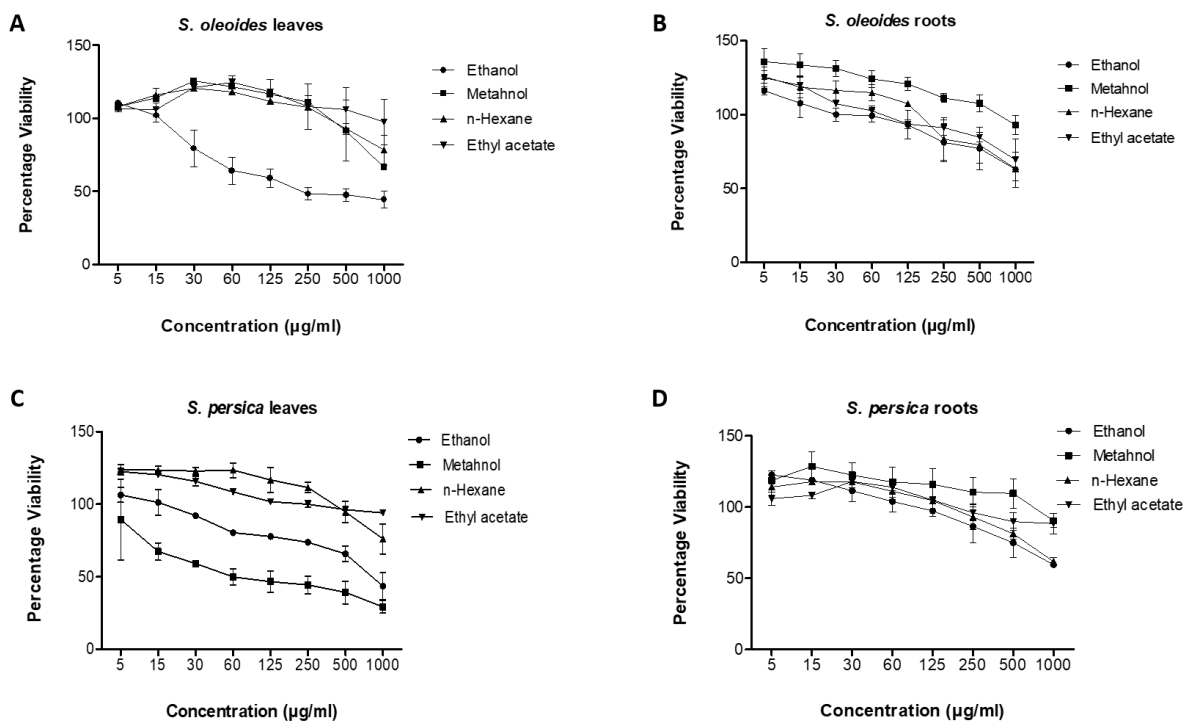 A
S. oleoides leaves
Percentage Viability
150
100
50
0
5 15 30 60 125 250 500 1000
Concentration (µg/ml)
Ethanol
Metahnol
n-Hexane
Ethyl acetate
B
S. oleoides roots
Percentage Viability
150
100
50
0
5 15 30 60 125 250 500 1000
Concentration (µg/ml)
Ethanol
Metahnol
n-Hexane
Ethyl acetate
C
S. persica leaves
Percentage Viability
150
100
50
0
5 15 30 60 125 250 500 1000
Concentration (µg/ml)
Ethanol
Metahnol
n-Hexane
Ethyl acetate
D
S. persica roots
Percentage Viability
150
100
50
0
5 15 30 60 125 250 500 1000
Concentration (µg/ml)
Ethanol
Metahnol
n-Hexane
Ethyl acetate